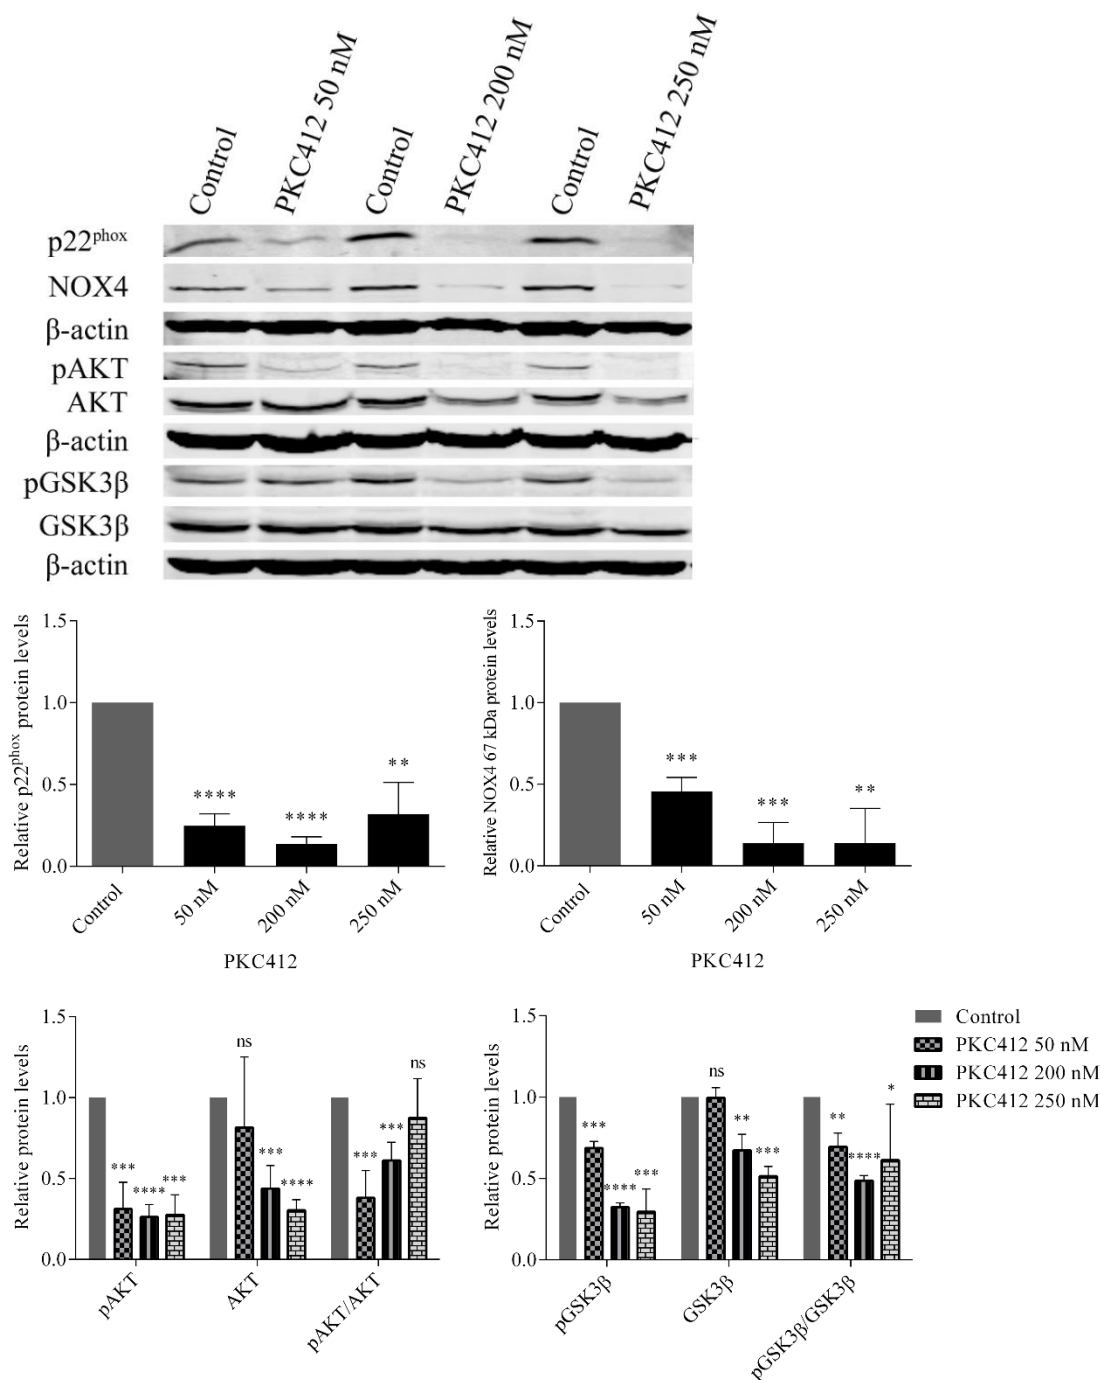 Control
PKC412 50 nM
Control
PKC412 200 nM
Control
PKC412 250 nM
p22phox
NOX4
β-actin
pAKT
AKT
β-actin
pGSK3β
GSK3β
β-actin
Relative p22phox protein levels
1.5
1.0
0.5
0.0
****
****
**
Control
50 nM
200 nM
250 nM
PKC412
Relative NOX4 67 kDa protein levels
1.5
1.0
0.5
0.0
***
***
**
Control
50 nM
200 nM
250 nM
PKC412
Relative protein levels
1.5
1.0
0.5
0.0
***
****
***
ns
***
****
***
***
ns
pAKT
AKT
pAKT/AKT
Relative protein levels
1.5
1.0
0.5
0.0
***
****
***
ns
**
***
**
****
*
pGSK3β
GSK3β
pGSK3β/GSK3β
Control
PKC412 50 nM
PKC412 200 nM
PKC412 250 nM